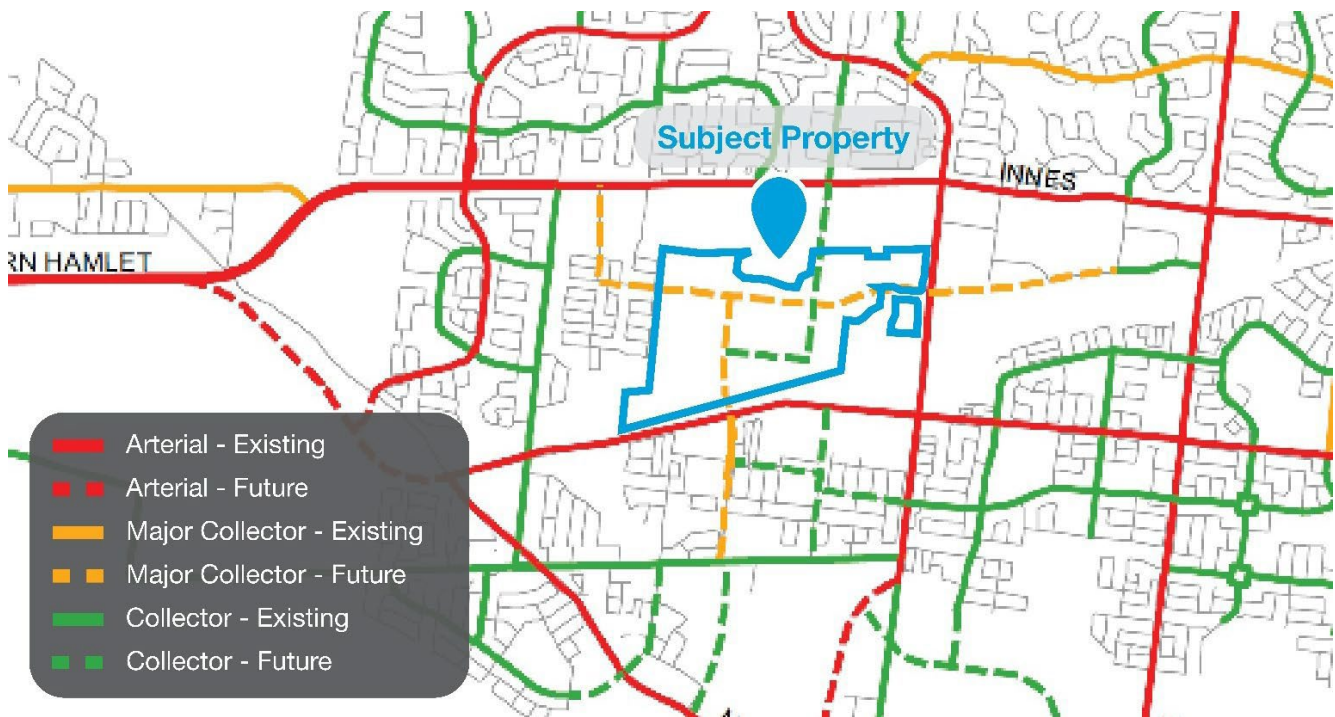 Subject Property
INNES
RN HAMLET
Arterial - Existing
Arterial - Future
Major Collector - Existing
Major Collector - Future
Collector - Existing
Collector - Future